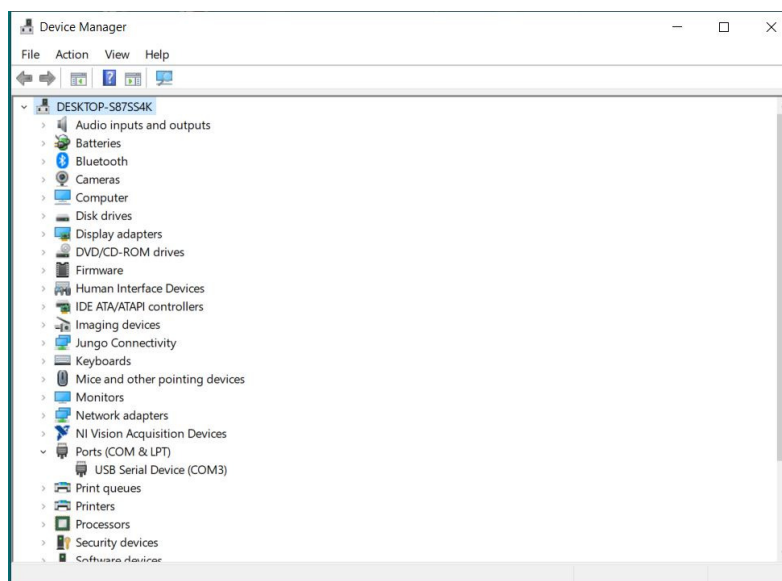 Device Manager
File Action View Help
DESKTOP-S87SS4K
Audio inputs and outputs
Batteries
Bluetooth
Cameras
Computer
Disk drives
Display adapters
DVD/CD-ROM drives
Firmware
Human Interface Devices
IDE ATA/ATAPI controllers
Imaging devices
Jungo Connectivity
Keyboards
Mice and other pointing devices
Monitors
Network adapters
NI Vision Acquisition Devices
Ports (COM & LPT)
USB Serial Device (COM3)
Print queues
Printers
Processors
Security devices
Software devices